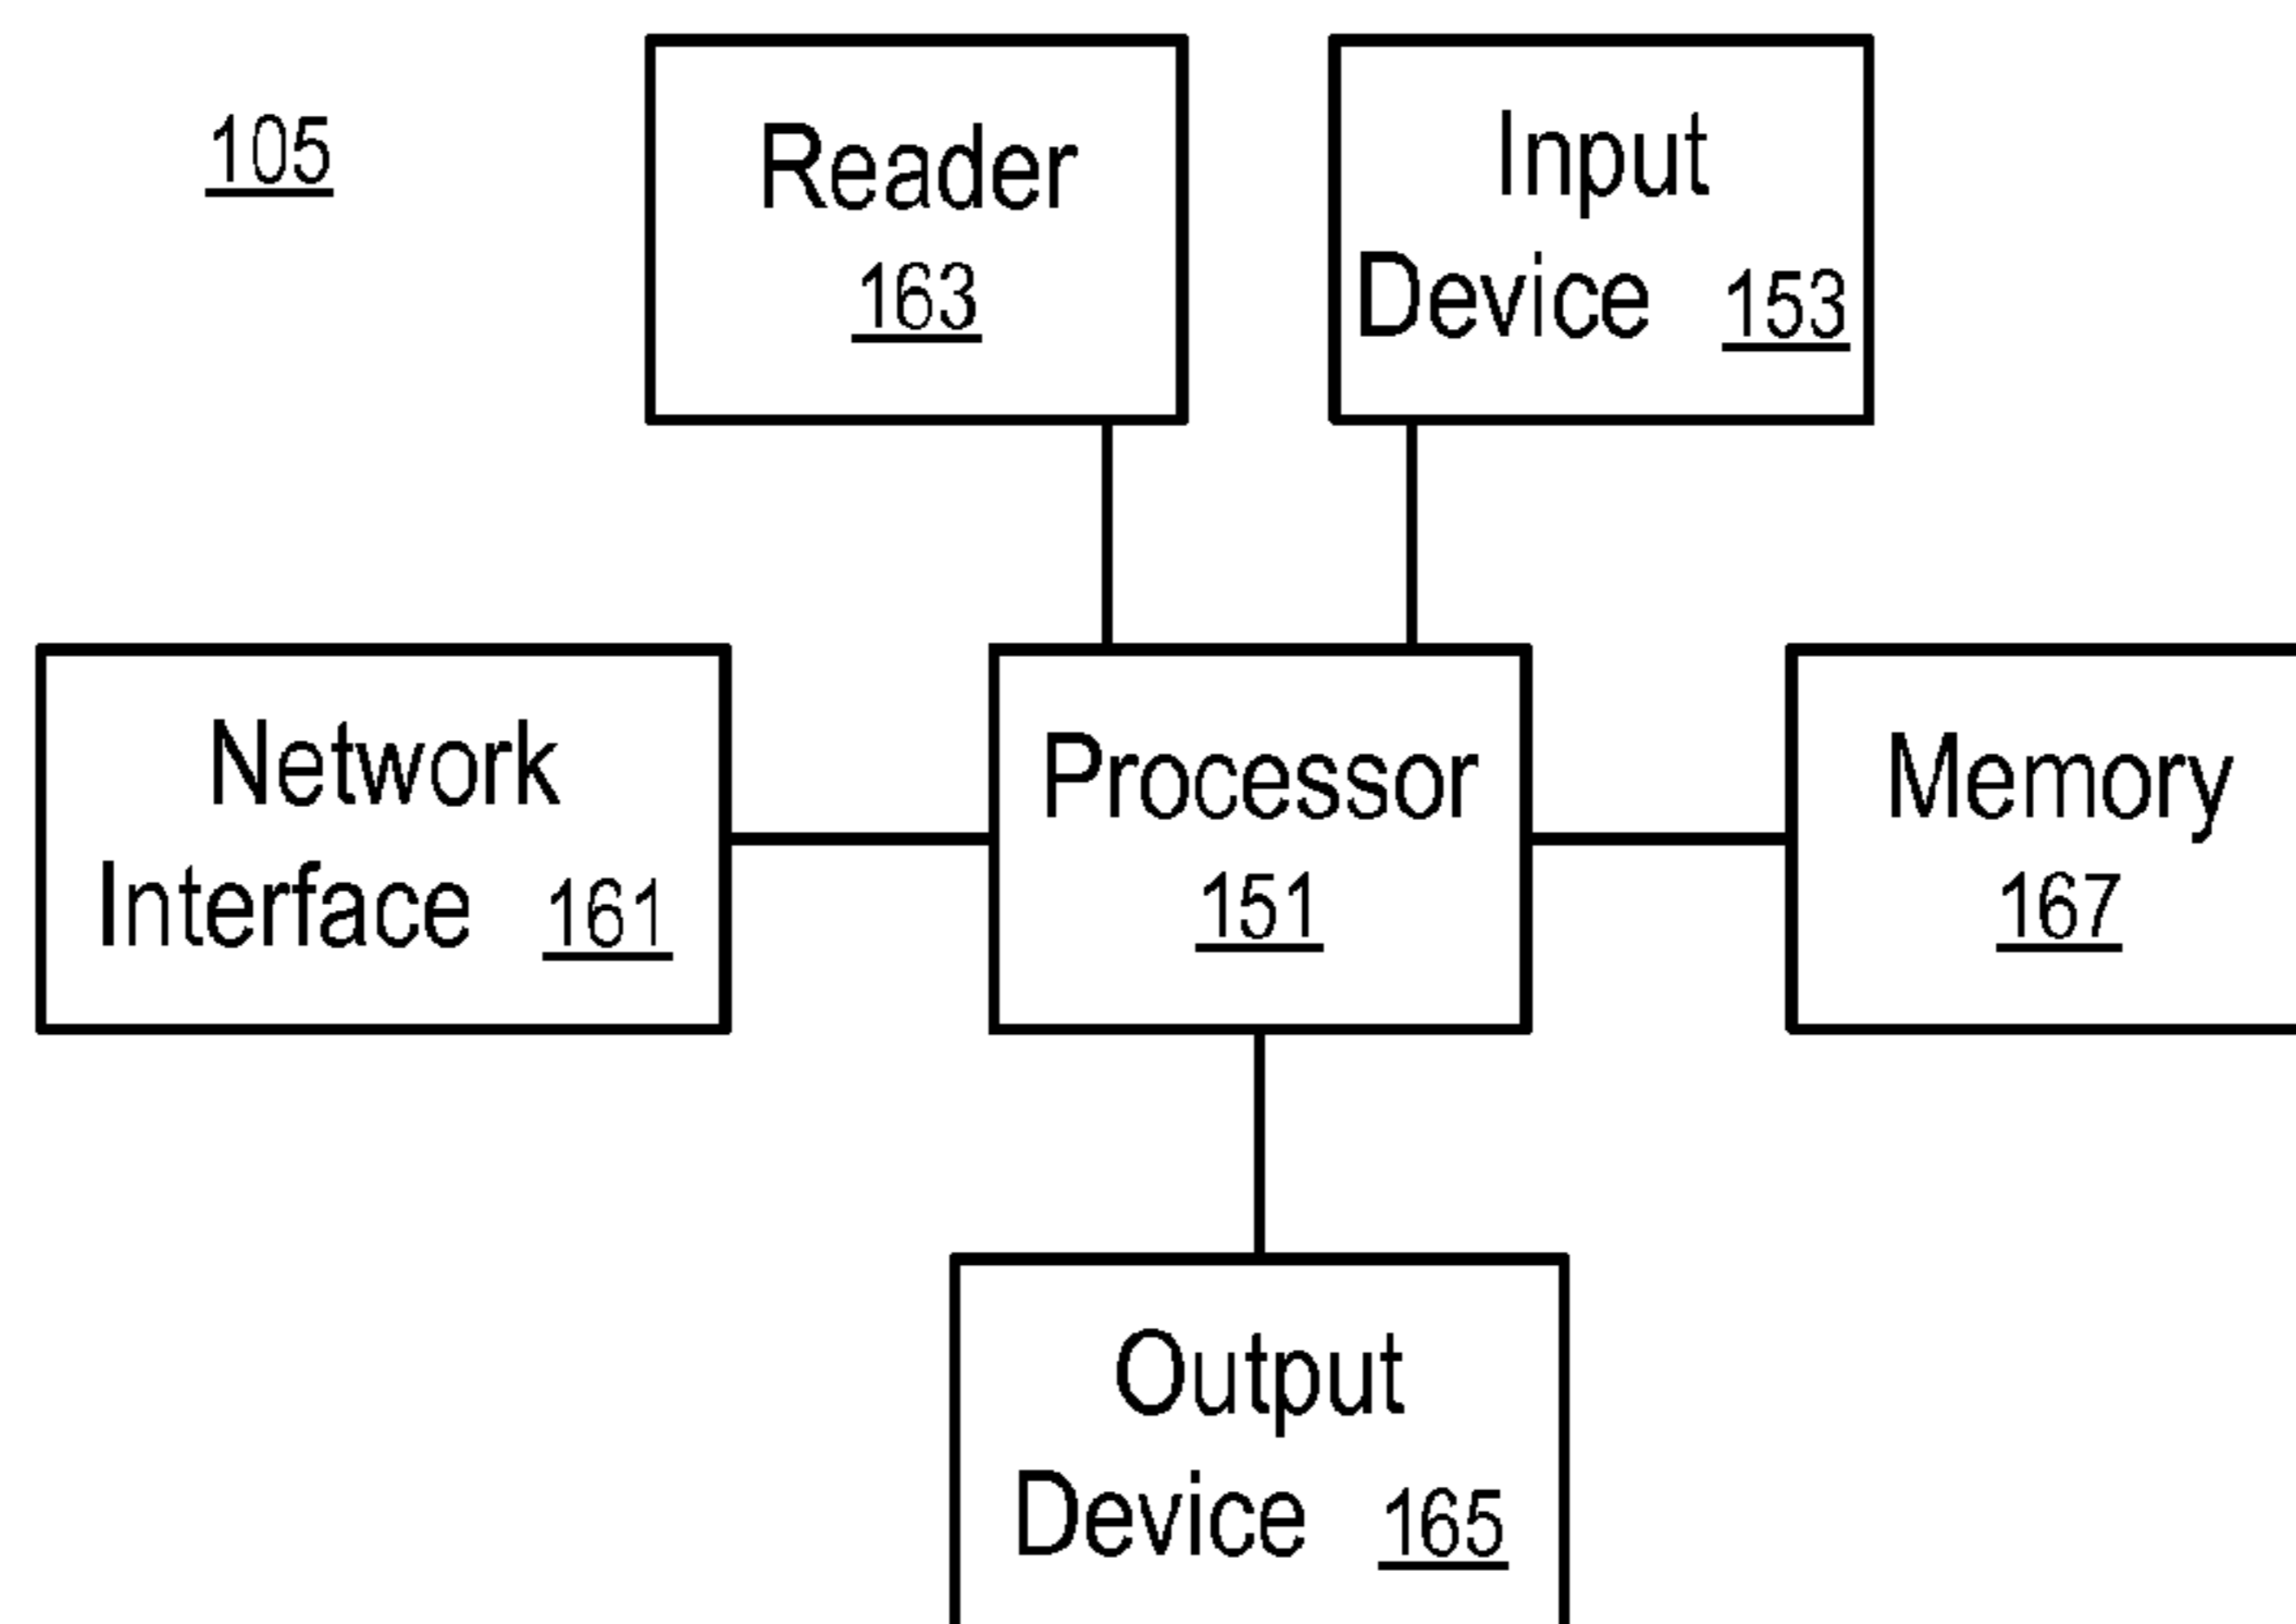 105
Reader
163
Input
Device 153
Network
Interface 161
Processor
151
Memory
167
Output
Device 165